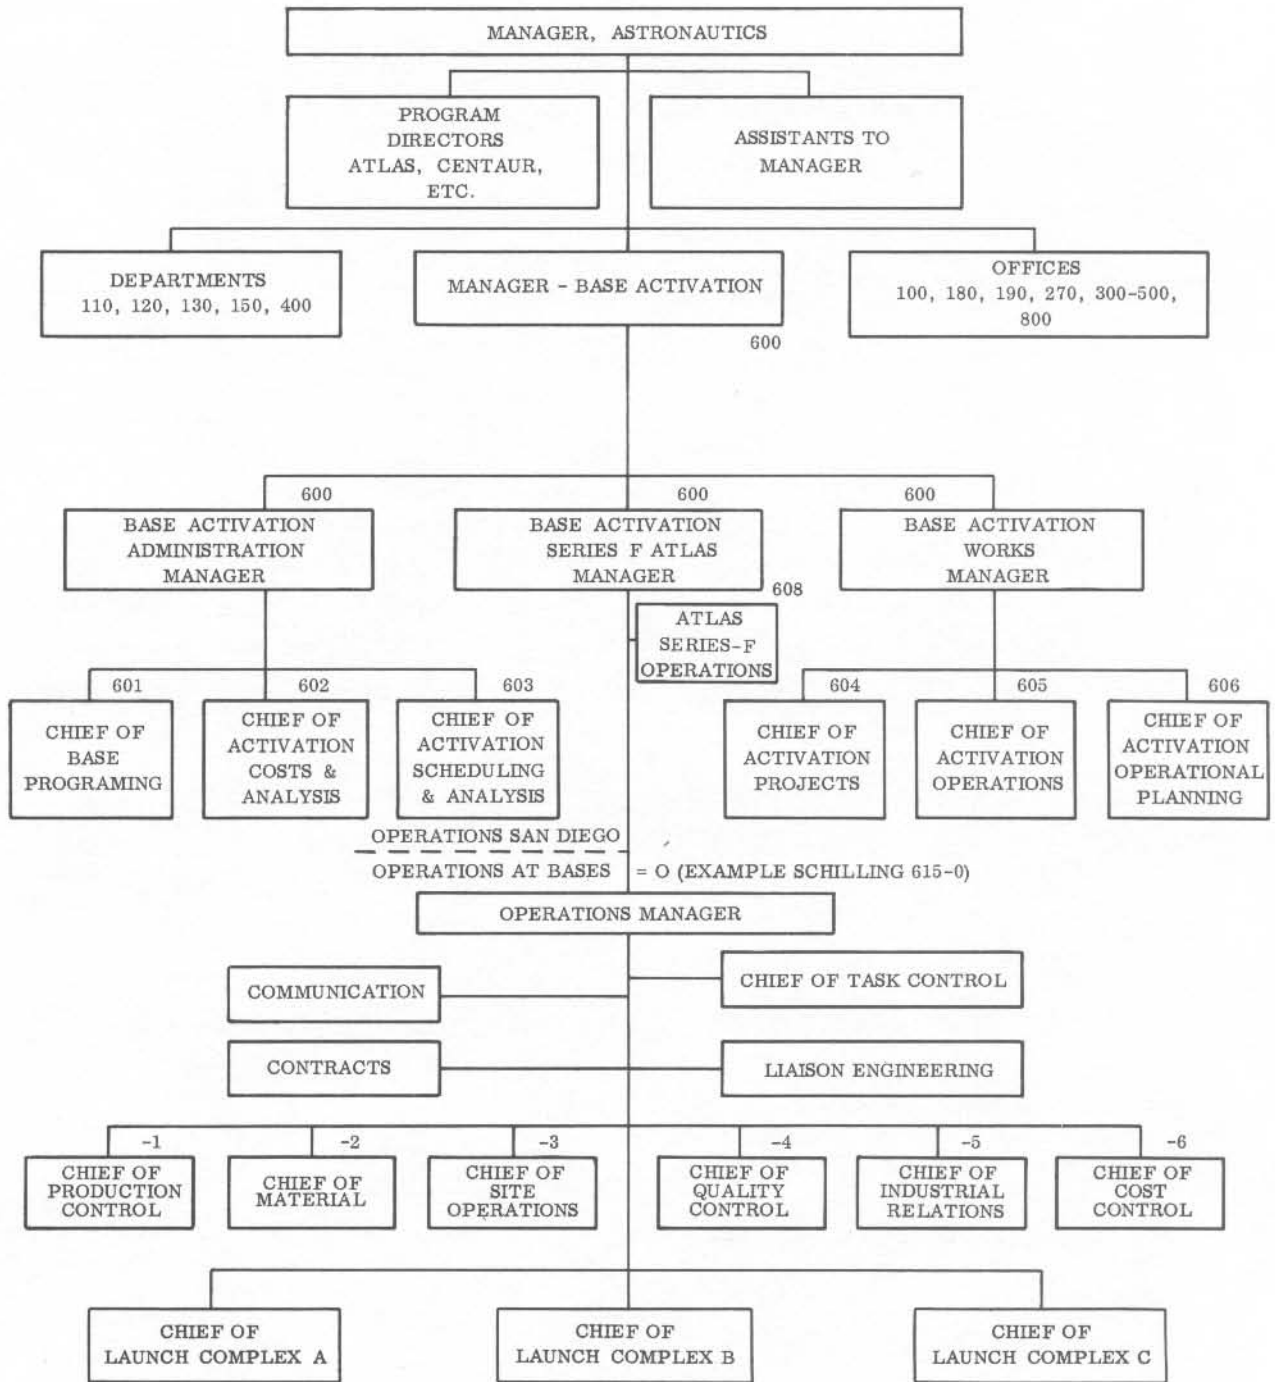 MANAGER, ASTRONAUTICS
PROGRAM
DIRECTORS
ATLAS, CENTAUR,
ETC.
ASSISTANTS TO
MANAGER
DEPARTMENTS
110, 120, 130, 150, 400
MANAGER - BASE ACTIVATION
600
OFFICES
100, 180, 190, 270, 300-500,
800
600
BASE ACTIVATION
ADMINISTRATION
MANAGER
600
BASE ACTIVATION
SERIES F ATLAS
MANAGER
600
BASE ACTIVATION
WORKS
MANAGER
608
ATLAS
SERIES-F
OPERATIONS
601
CHIEF OF
BASE
PROGRAMING
602
CHIEF OF
ACTIVATION
COSTS &
ANALYSIS
603
CHIEF OF
ACTIVATION
SCHEDULING
& ANALYSIS
604
CHIEF OF
ACTIVATION
PROJECTS
605
CHIEF OF
ACTIVATION
OPERATIONS
606
CHIEF OF
ACTIVATION
OPERATIONAL
PLANNING
OPERATIONS SAN DIEGO
OPERATIONS AT BASES = O (EXAMPLE SCHILLING 615-0)
OPERATIONS MANAGER
COMMUNICATION
CHIEF OF TASK CONTROL
CONTRACTS
LIAISON ENGINEERING
-1
CHIEF OF
PRODUCTION
CONTROL
-2
CHIEF OF
MATERIAL
-3
CHIEF OF
SITE
OPERATIONS
-4
CHIEF OF
QUALITY
CONTROL
-5
CHIEF OF
INDUSTRIAL
RELATIONS
-6
CHIEF OF
COST
CONTROL
CHIEF OF
LAUNCH COMPLEX A
CHIEF OF
LAUNCH COMPLEX B
CHIEF OF
LAUNCH COMPLEX C